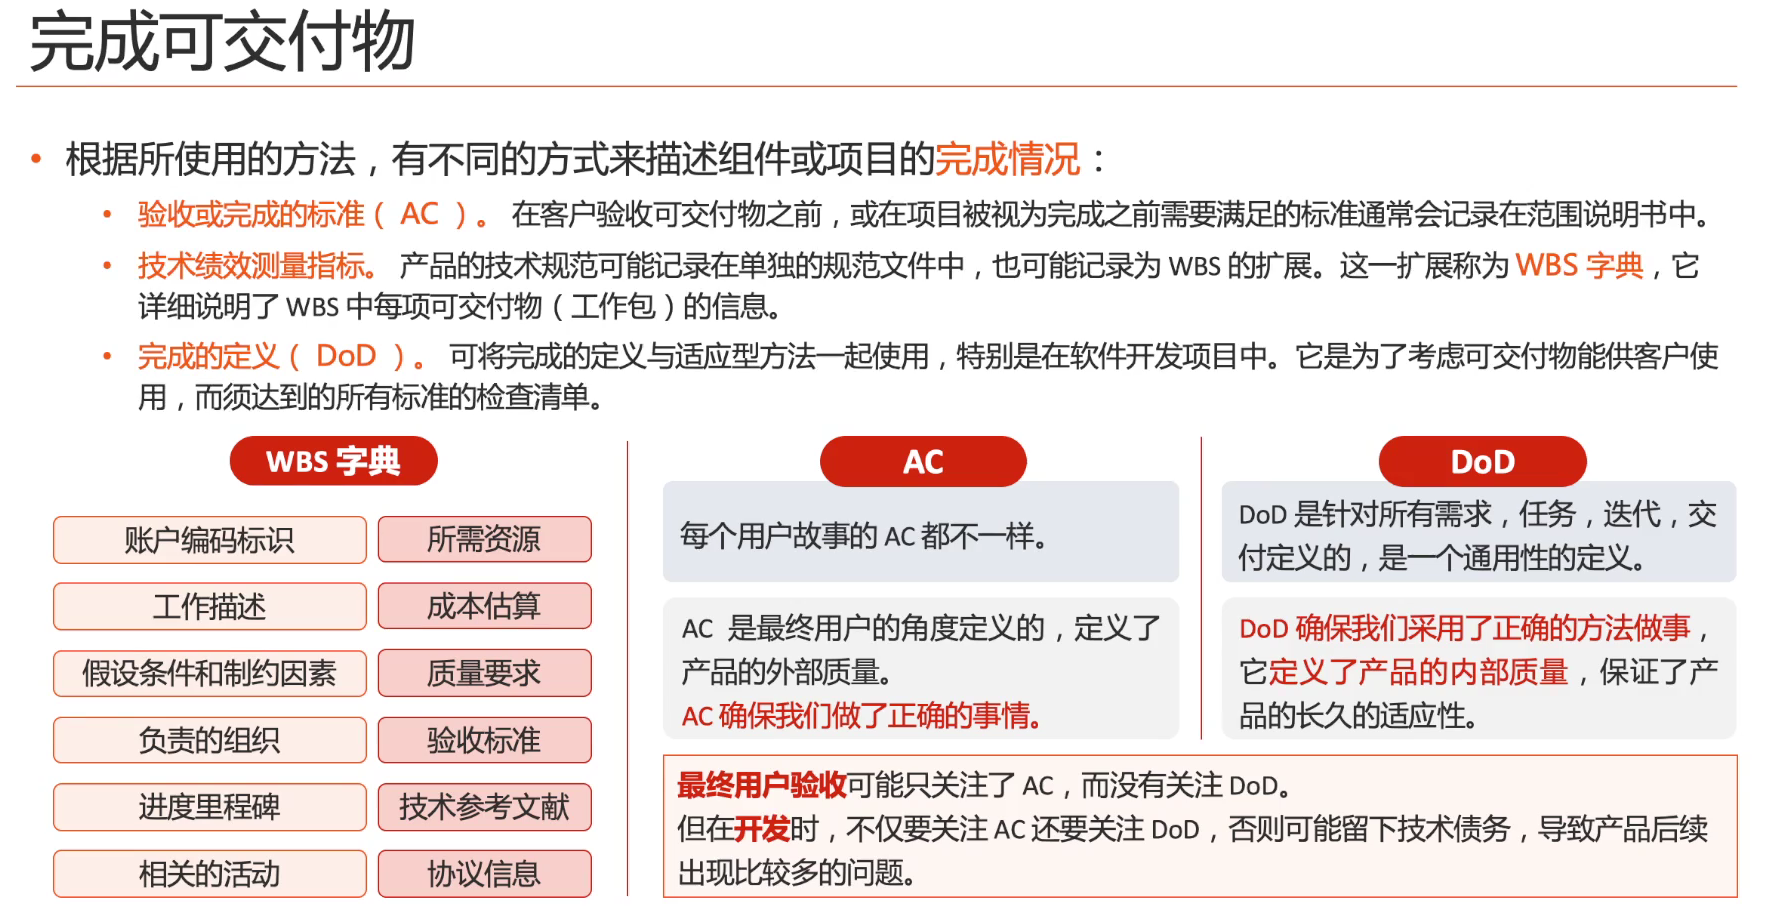 完成可交付物
• 根据所使用的方法，有不同的方式来描述组件或项目的完成情况：
• 验收或完成的标准（ AC ）。 在客户验收可交付物之前，或在项目被视为完成之前需要满足的标准通常会记录在范围说明书中。
• 技术绩效测量指标。 产品的技术规范可能记录在单独的规范文件中，也可能记录为 WBS 的扩展。这一扩展称为 WBS 字典，它
详细说明了 WBS 中每项可交付物（工作包）的信息。
• 完成的定义（ DoD ）。 可将完成的定义与适应型方法一起使用，特别是在软件开发项目中。它是为了考虑可交付物能供客户使
用，而须达到的所有标准的检查清单。
WBS 字典
账户编码标识
所需资源
工作描述
成本估算
假设条件和制约因素
质量要求
负责的组织
验收标准
进度里程碑
技术参考文献
相关的活动
协议信息
AC
每个用户故事的 AC 都不一样。
AC 是最终用户的角度定义的，定义了
产品的外部质量。
AC 确保我们做了正确的事情。
DoD
DoD 是针对所有需求，任务，迭代，交
付定义的，是一个通用性的定义。
DoD 确保我们采用了正确的方法做事，
它定义了产品的内部质量，保证了产
品的长久的适应性。
最终用户验收可能只关注了 AC，而没有关注 DoD。
但在开发时，不仅要关注 AC 还要关注 DoD，否则可能留下技术债务，导致产品后续
出现比较多的问题。